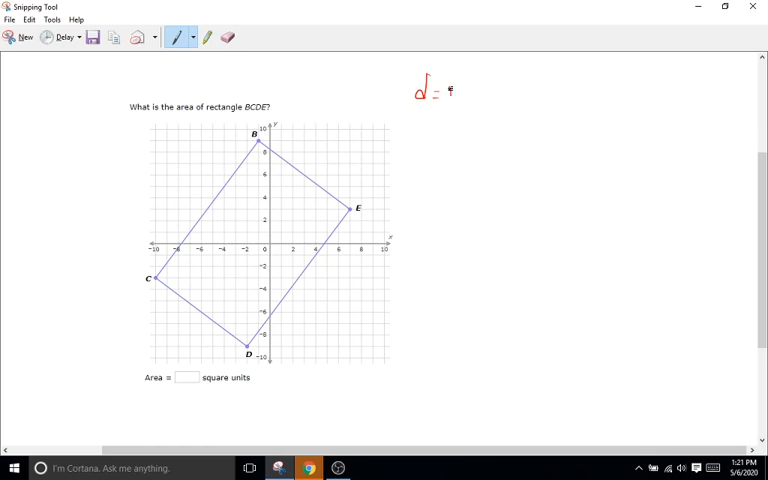 Snipping Tool
File Edit Tools Help
New Delay
d =
What is the area of rectangle BCDE?
y
10
B
8
6
4
E
2
x
-10 -8 -6 -4 -2 0 2 4 6 8 10
-2
C
-4
-6
-8
D
-10
Area = square units
I'm Cortana. Ask me anything.
1:21 PM
5/6/2020